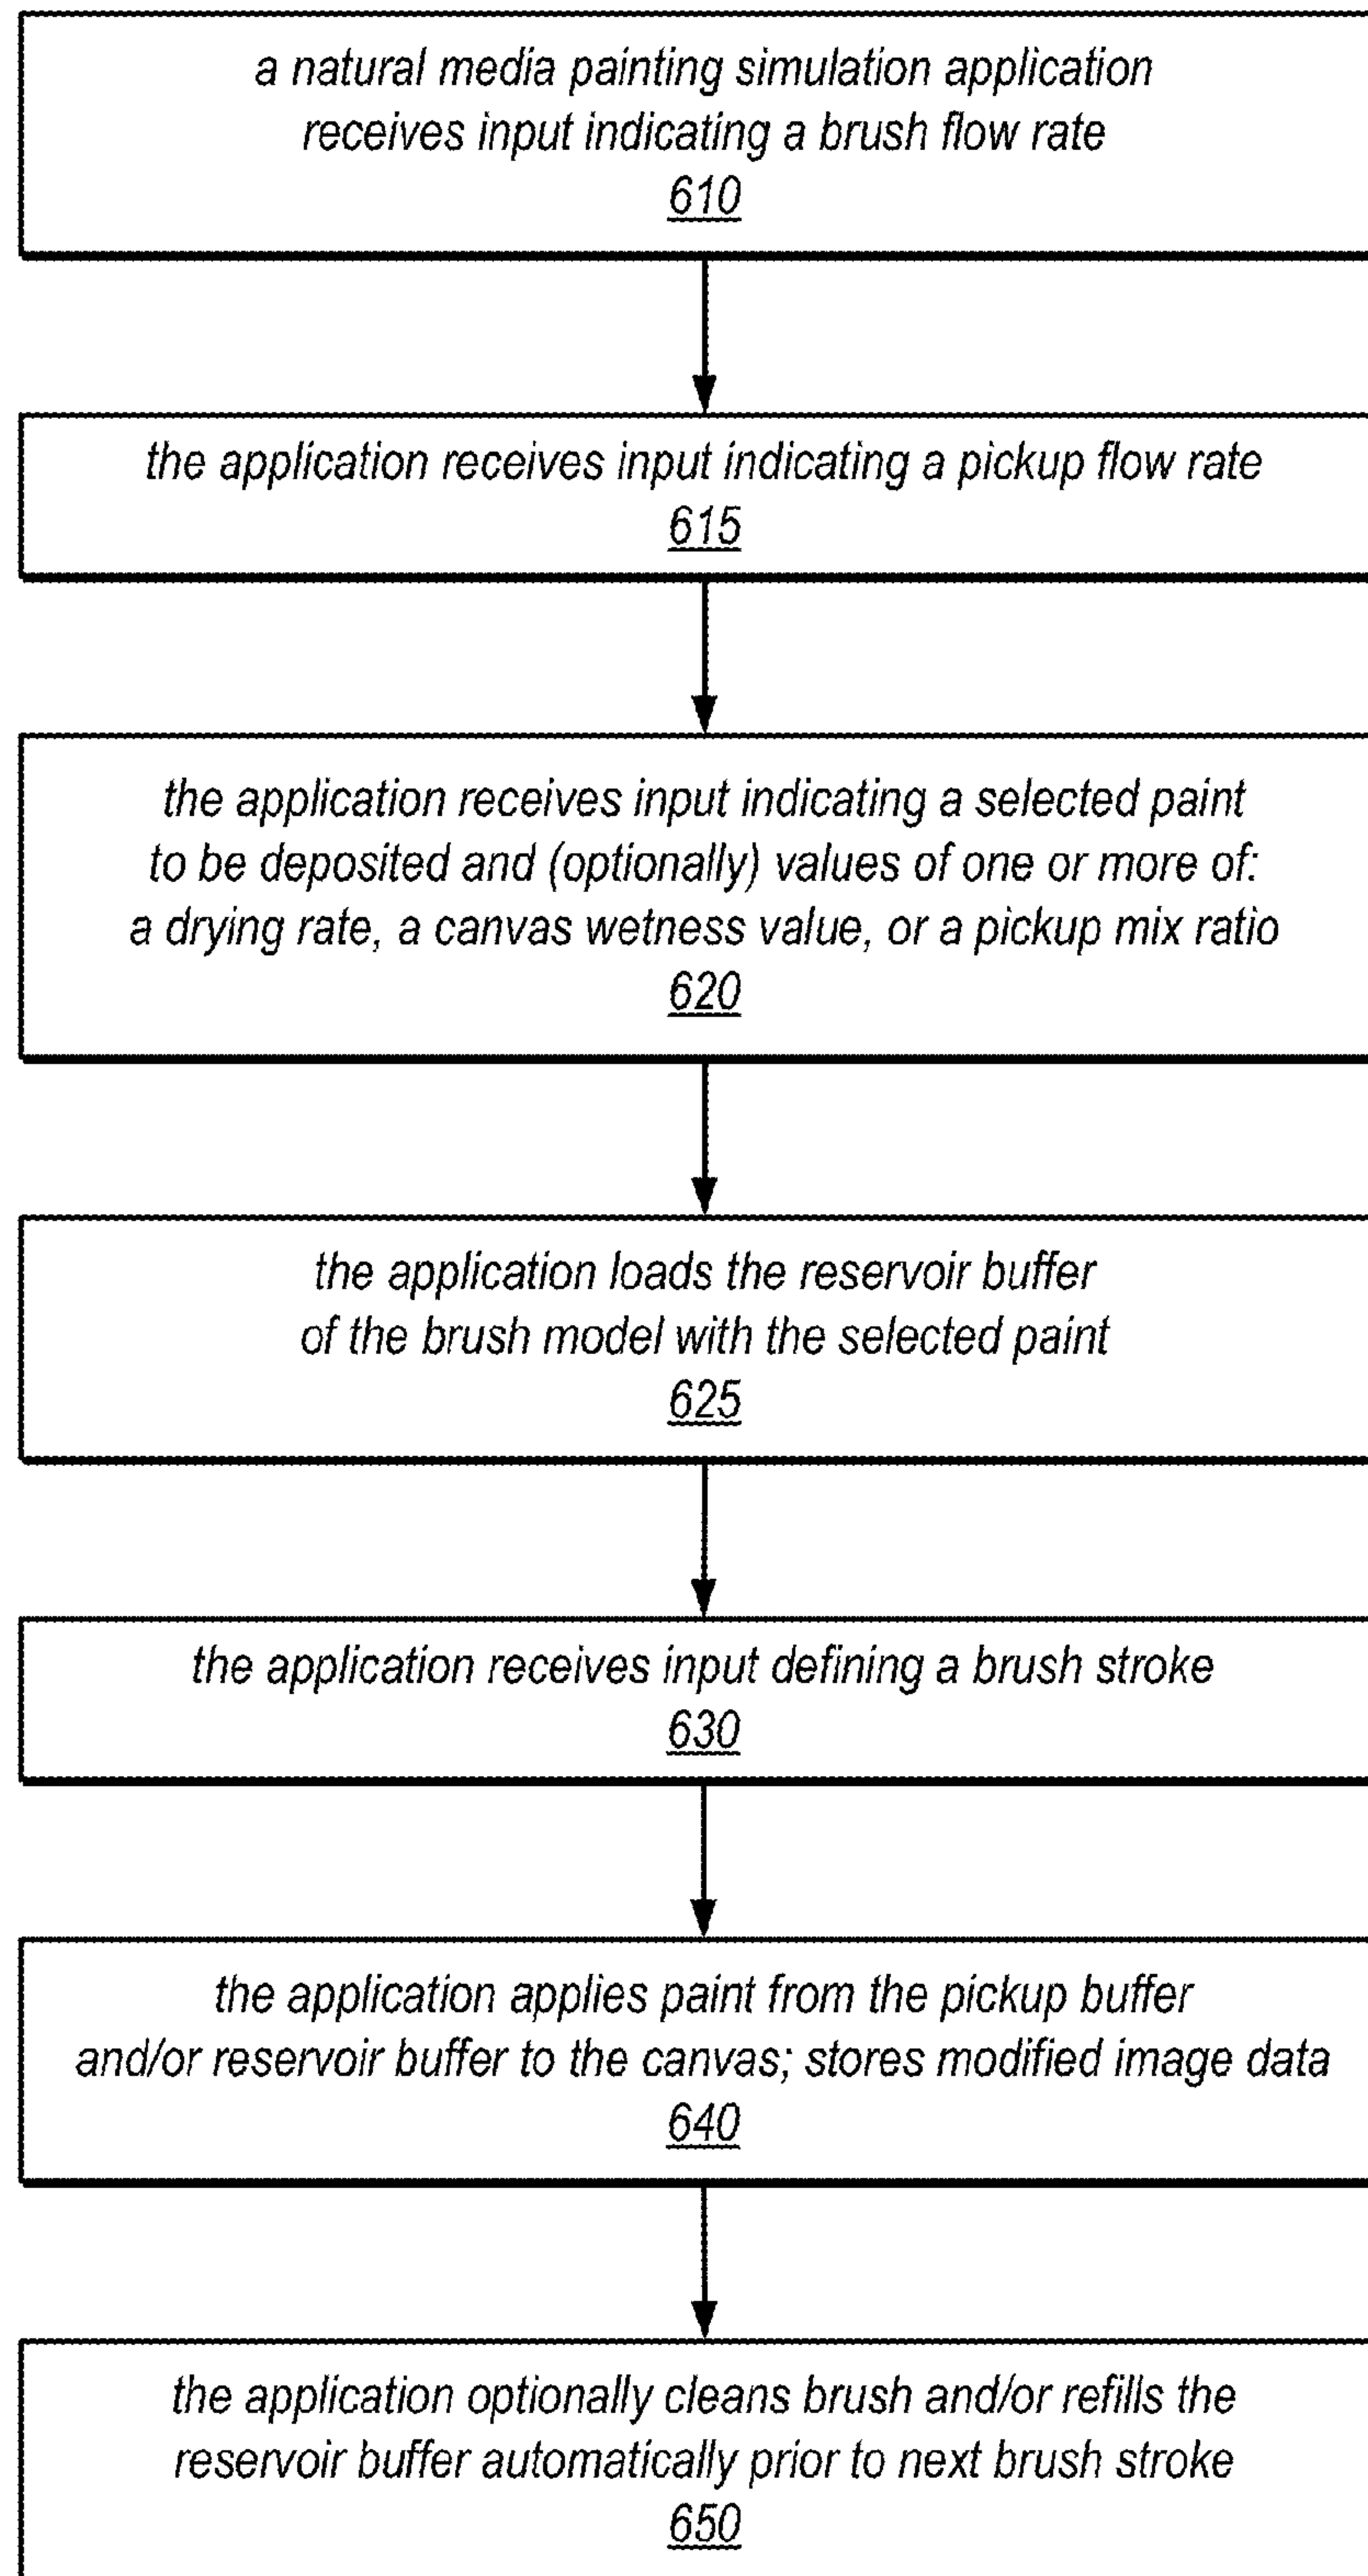 a natural media painting simulation application
receives input indicating a brush flow rate
610
the application receives input indicating a pickup flow rate
615
the application receives input indicating a selected paint
to be deposited and (optionally) values of one or more of:
a drying rate, a canvas wetness value, or a pickup mix ratio
620
the application loads the reservoir buffer
of the brush model with the selected paint
625
the application receives input defining a brush stroke
630
the application applies paint from the pickup buffer
and/or reservoir buffer to the canvas; stores modified image data
640
the application optionally cleans brush and/or refills the
reservoir buffer automatically prior to next brush stroke
650